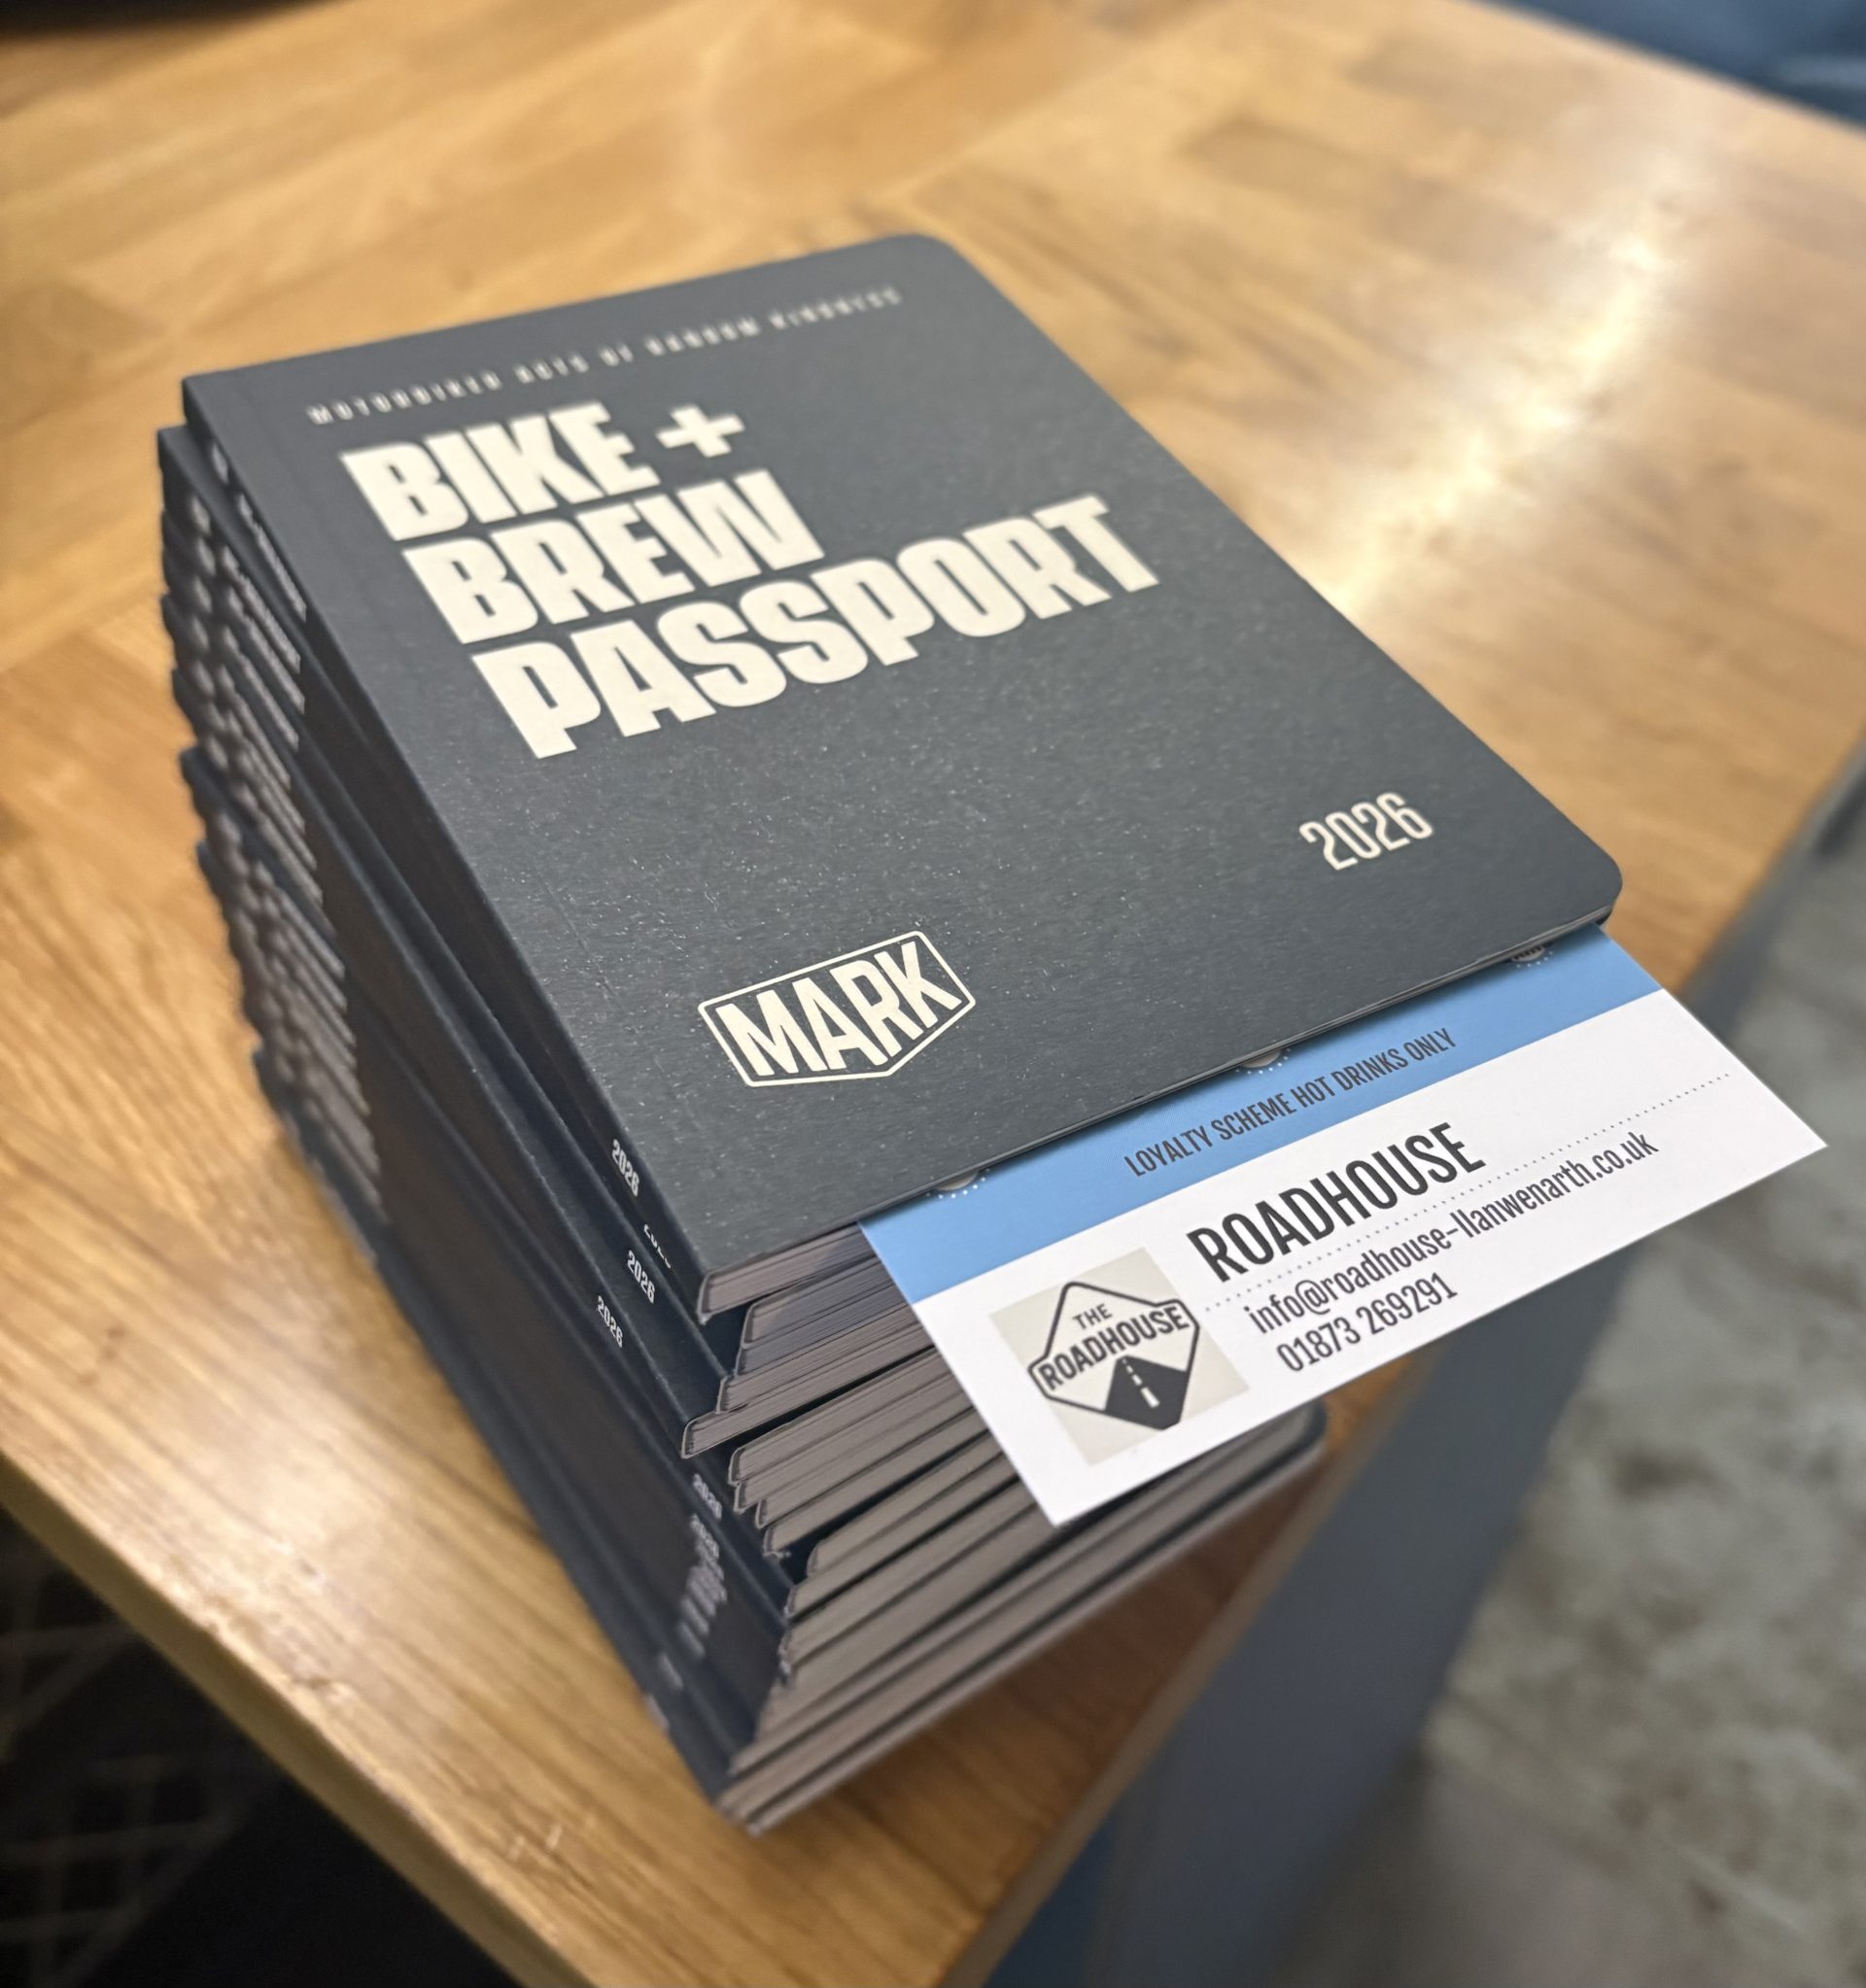 MOTORBIKER ACTS OF RANDOM KINDNESS
BIKE +
BREW
PASSPORT
2026
MARK
LOYALTY SCHEME HOT DRINKS ONLY
ROADHOUSE
info@roadhouse-llanwenarth.co.uk
01873 269291
THE
ROADHOUSE
2026
2026
2026
2026